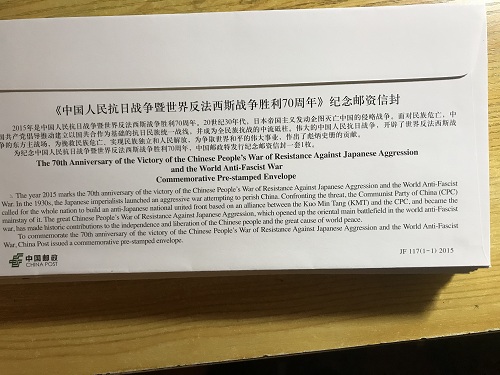 《中国人民抗日战争暨世界反法西斯战争胜利70周年》纪念邮资信封
2015年是中国人民抗日战争暨世界反法西斯战争胜利70周年。20世纪30年代，日本帝国主义发动企图灭亡中国的侵略战争。面对民族危亡，中
国共产党倡导推动建立以国共合作为基础的抗日民族统一战线，并成为全民族抗战的中流砥柱。伟大的中国人民抗日战争，开辟了世界反法西斯战
争的东方主战场，为挽救民族危亡、实现民族独立和人民解放、为争取世界和平的伟大事业，作出了彪炳史册的贡献。
为纪念中国人民抗日战争暨世界反法西斯战争胜利70周年，中国邮政特发行纪念邮资信封一套1枚。
The 70th Anniversary of the Victory of the Chinese People's War of Resistance Against Japanese Aggression
and the World Anti-Fascist War
Commemorative Pre-stamped Envelope
The year 2015 marks the 70th anniversary of the victory of the Chinese People's War of Resistance Against Japanese Aggression and the World Anti-Fascist
War. In the 1930s, the Japanese imperialists launched an aggressive war attempting to perish China. Confronting the threat, the Communist Party of China (CPC)
called for the whole nation to build an anti-Japanese national united front based on an alliance between the Kuo Min Tang (KMT) and the CPC, and became the
mainstay of it. The great Chinese People's War of Resistance Against Japanese Aggression, which opened up the oriental main battlefield in the world anti-Fascist
war, has made historic contributions to the independence and liberation of Chinese people and the great cause of world peace.
To commemorate the 70th anniversary of the victory of the Chinese People's War of Resistance Against Japanese Aggression and the World Anti-Fascist
War, China Post issued a commemorative pre-stamped envelope.
中国邮政
CHINA POST
JF 117(1-1) 2015